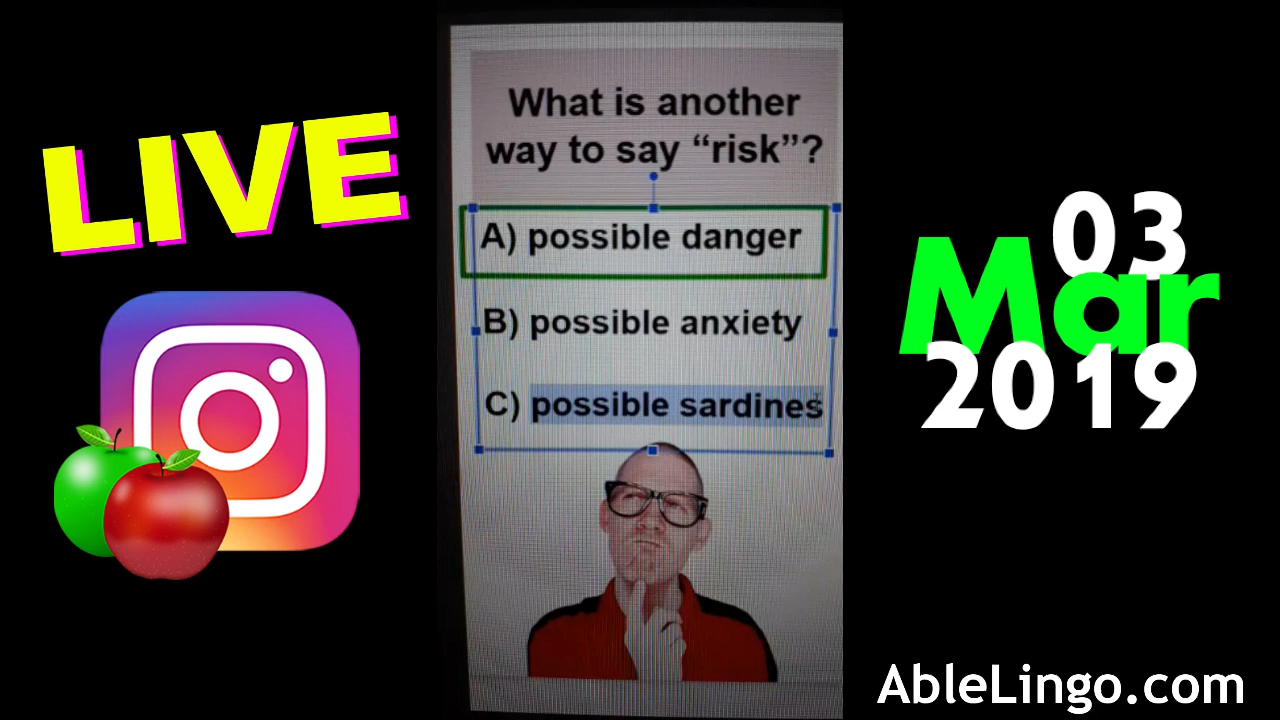 LIVE
What is another
way to say “risk”?
A) possible danger
B) possible anxiety
C) possible sardines
03
Mar
2019
AbleLingo.com